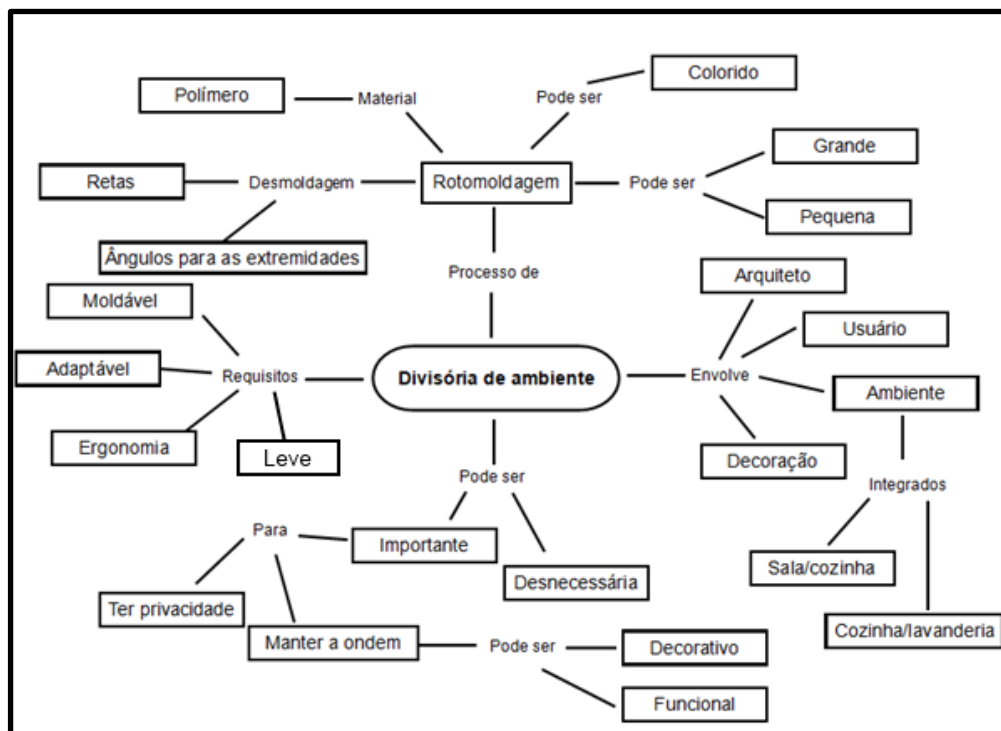 Colorido
Polímero
Material
Pode ser
Grande
Retas
Desmoldagem
Rotomoldagem
Pode ser
Pequena
Ângulos para as extremidades
Processo de
Arquiteto
Moldável
Usuário
Adaptável
Requisitos
Divisória de ambiente
Envolve
Ambiente
Ergonomia
Leve
Decoração
Pode ser
Integrados
Para
Importante
Sala/cozinha
Desnecessária
Ter privacidade
Manter a ondem
Pode ser
Decorativo
Cozinha/lavanderia
Funcional